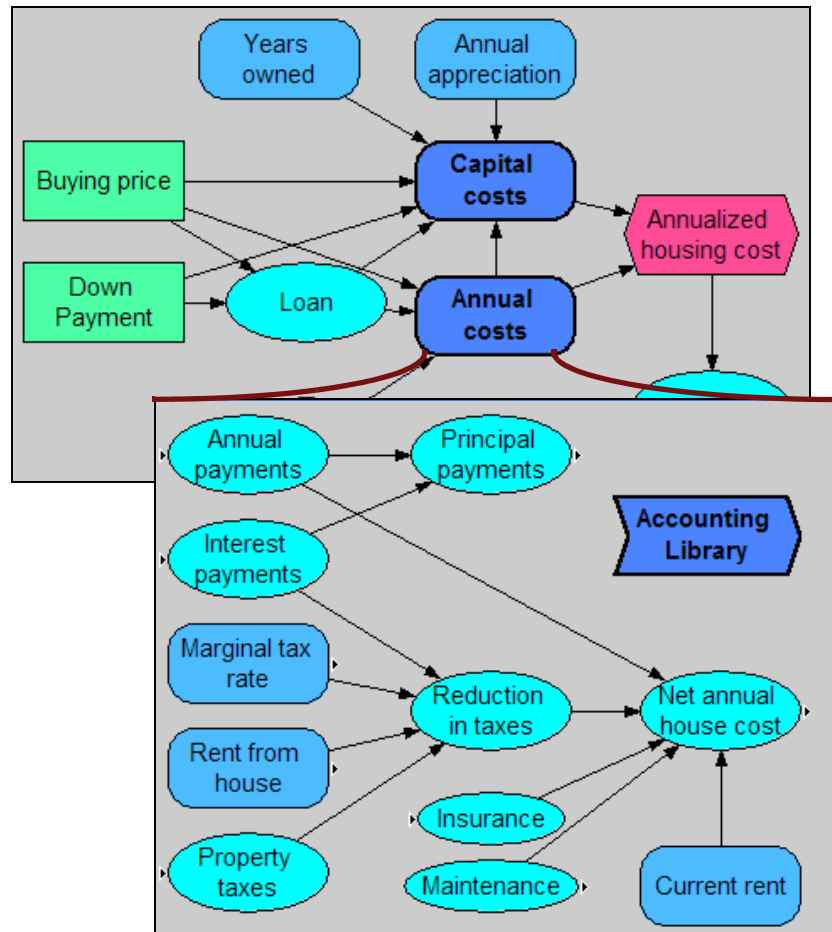 Years
owned
Annual
appreciation
Buying price
Capital
costs
Annualized
housing cost
Down
Payment
Loan
Annual
costs
Annual
payments
Principal
payments
Accounting
Library
Interest
payments
Marginal tax
rate
Reduction
in taxes
Net annual
house cost
Rent from
house
Insurance
Property
taxes
Maintenance
Current rent